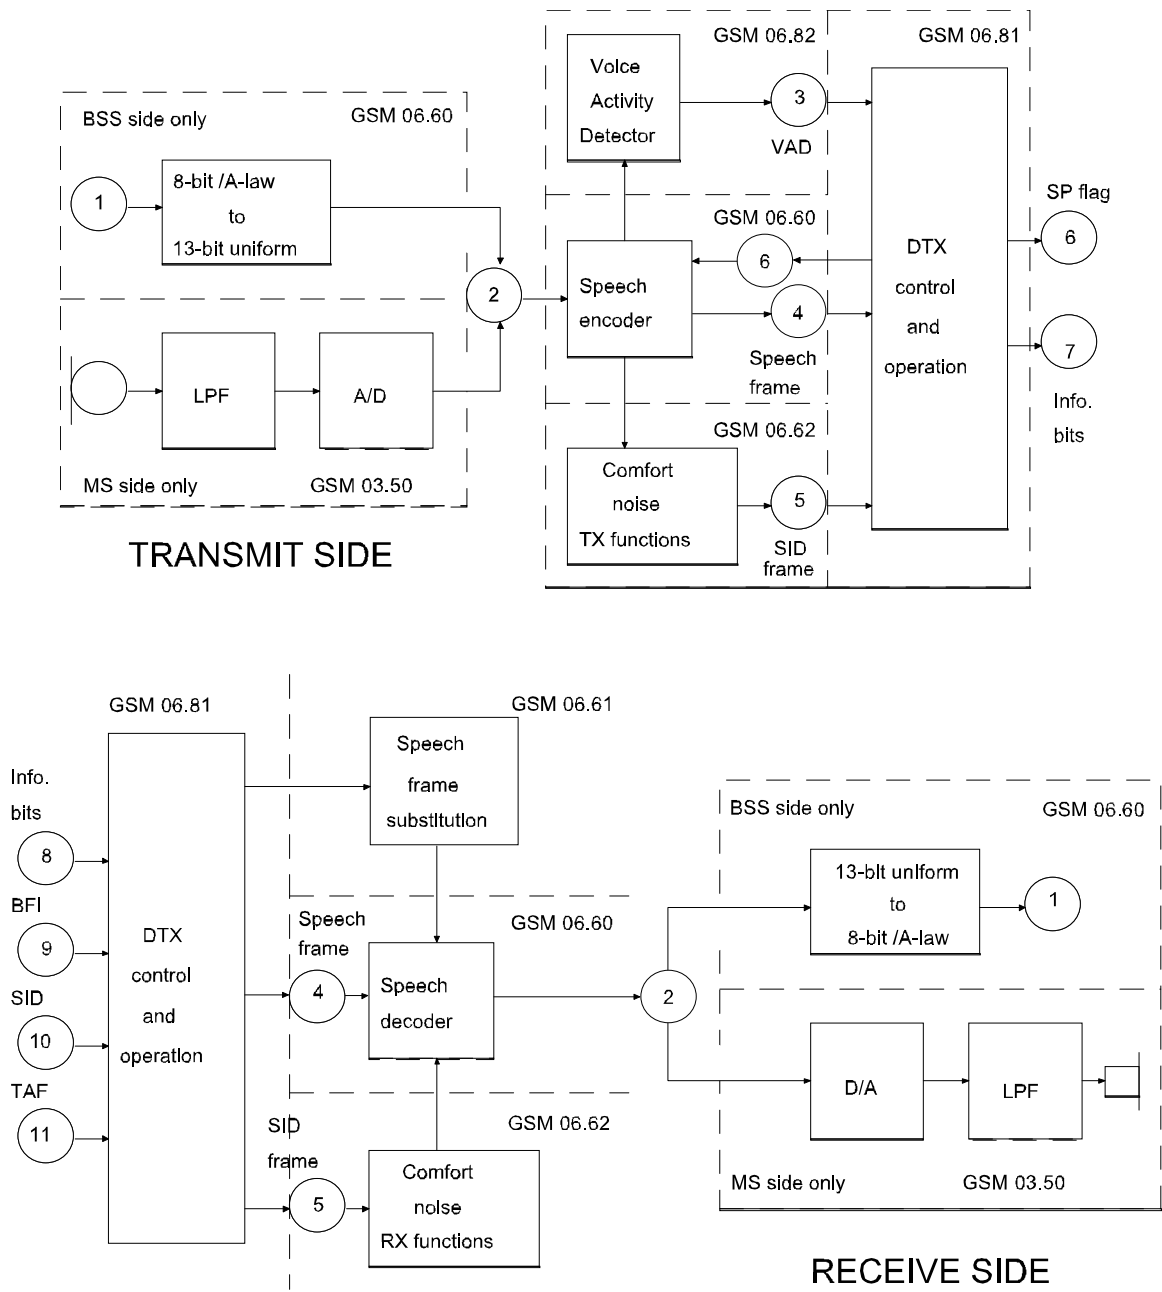 GSM 06.82
GSM 06.81
Voice
Activity
Detector
3
VAD
BSS side only
GSM 06.60
1
8-bit /A-law
to
13-bit uniform
2
GSM 06.60
Speech
encoder
6
4
Speech
frame
DTX
control
and
operation
SP flag
6
7
Info.
bits
LPF
A/D
MS side only
GSM 03.50
GSM 06.62
Comfort
noise
TX functions
5
SID
frame
TRANSMIT SIDE
GSM 06.81
GSM 06.61
Speech
frame
substitution
Info.
bits
8
BFI
9
SID
10
TAF
11
DTX
control
and
operation
Speech
frame
4
GSM 06.60
Speech
decoder
2
SID
frame
5
GSM 06.62
Comfort
noise
RX functions
BSS side only
GSM 06.60
13-bit uniform
to
8-bit /A-law
1
D/A
LPF
MS side only
GSM 03.50
RECEIVE SIDE